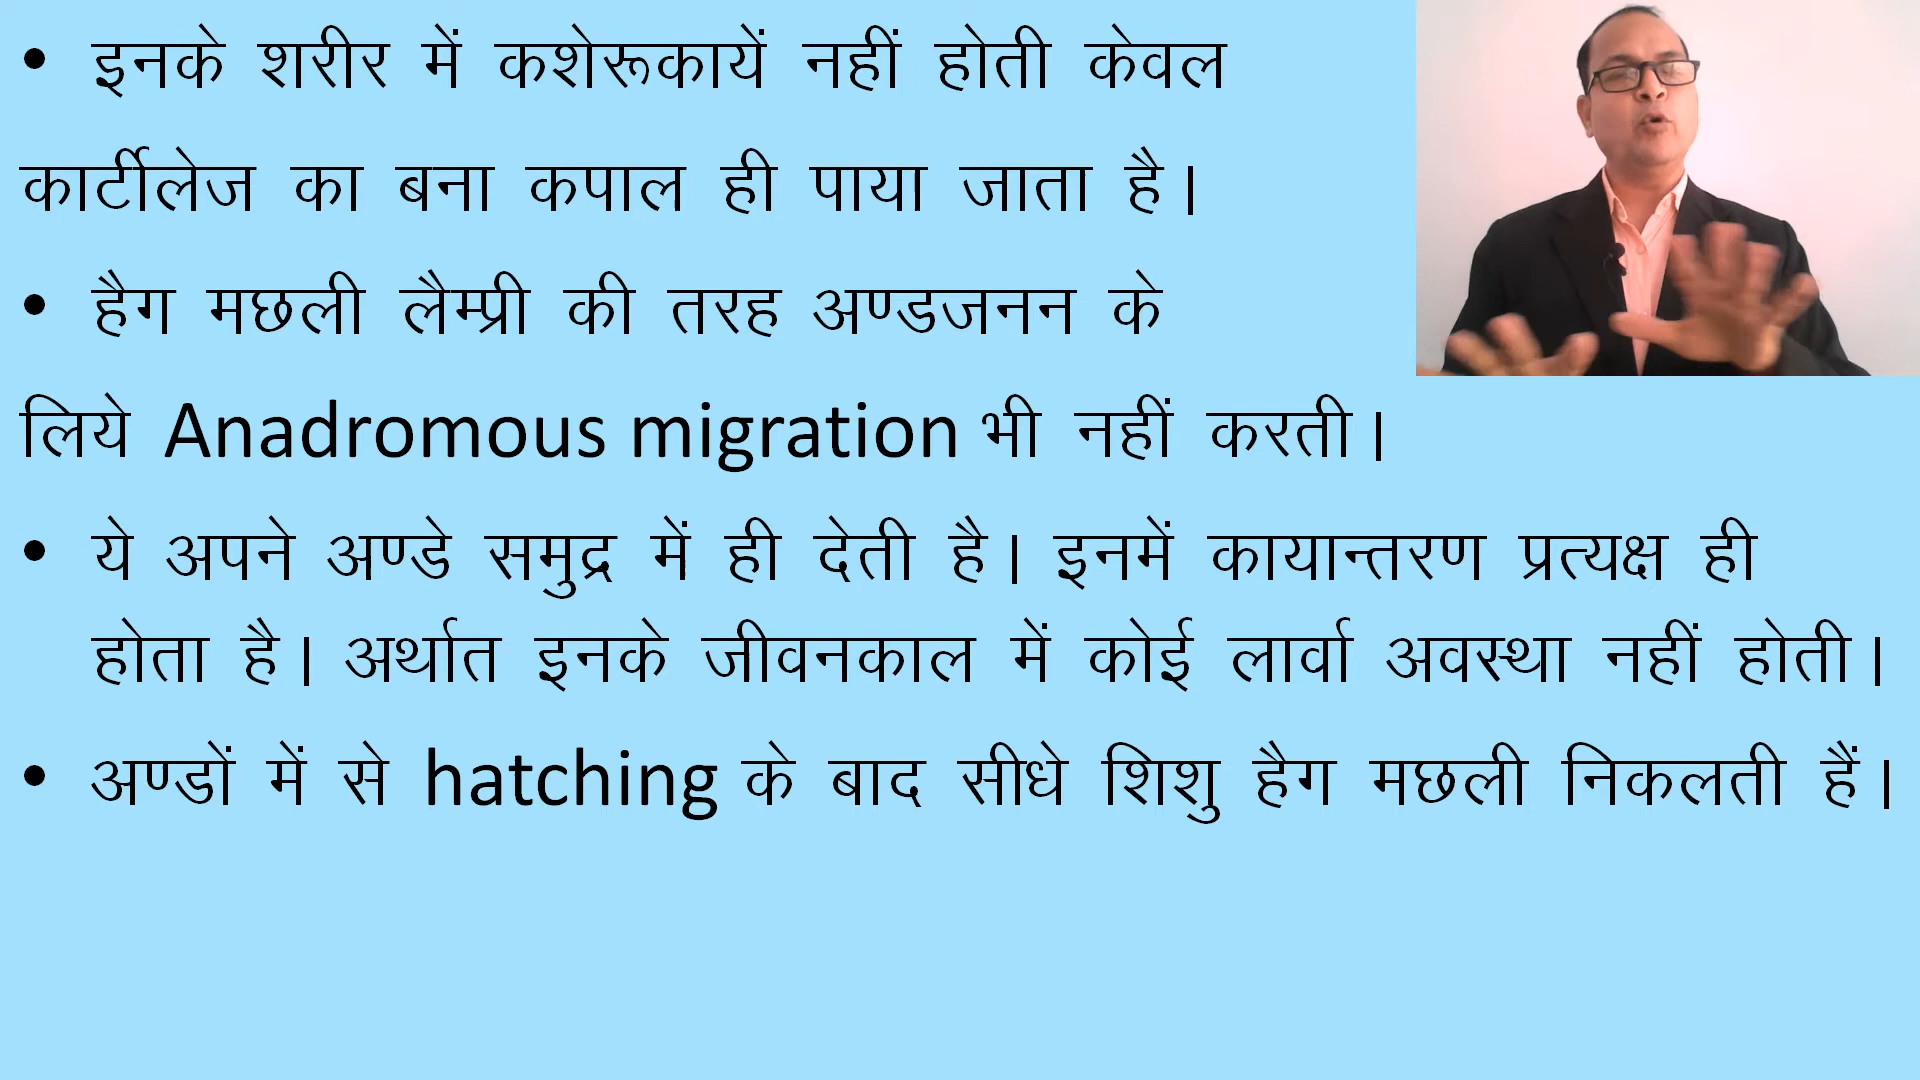 • इनके शरीर में कशेरूकायें नहीं होती केवल
कार्टीलेज का बना कपाल ही पाया जाता है।
• हैग मछली लैम्प्री की तरह अण्डजनन के
लिये Anadromous migration भी नहीं करती।
• ये अपने अण्डे समुद्र में ही देती है। इनमें कायान्तरण प्रत्यक्ष ही
होता है। अर्थात इनके जीवनकाल में कोई लार्वा अवस्था नहीं होती।
• अण्डों में से hatching के बाद सीधे शिशु हैग मछली निकलती हैं।